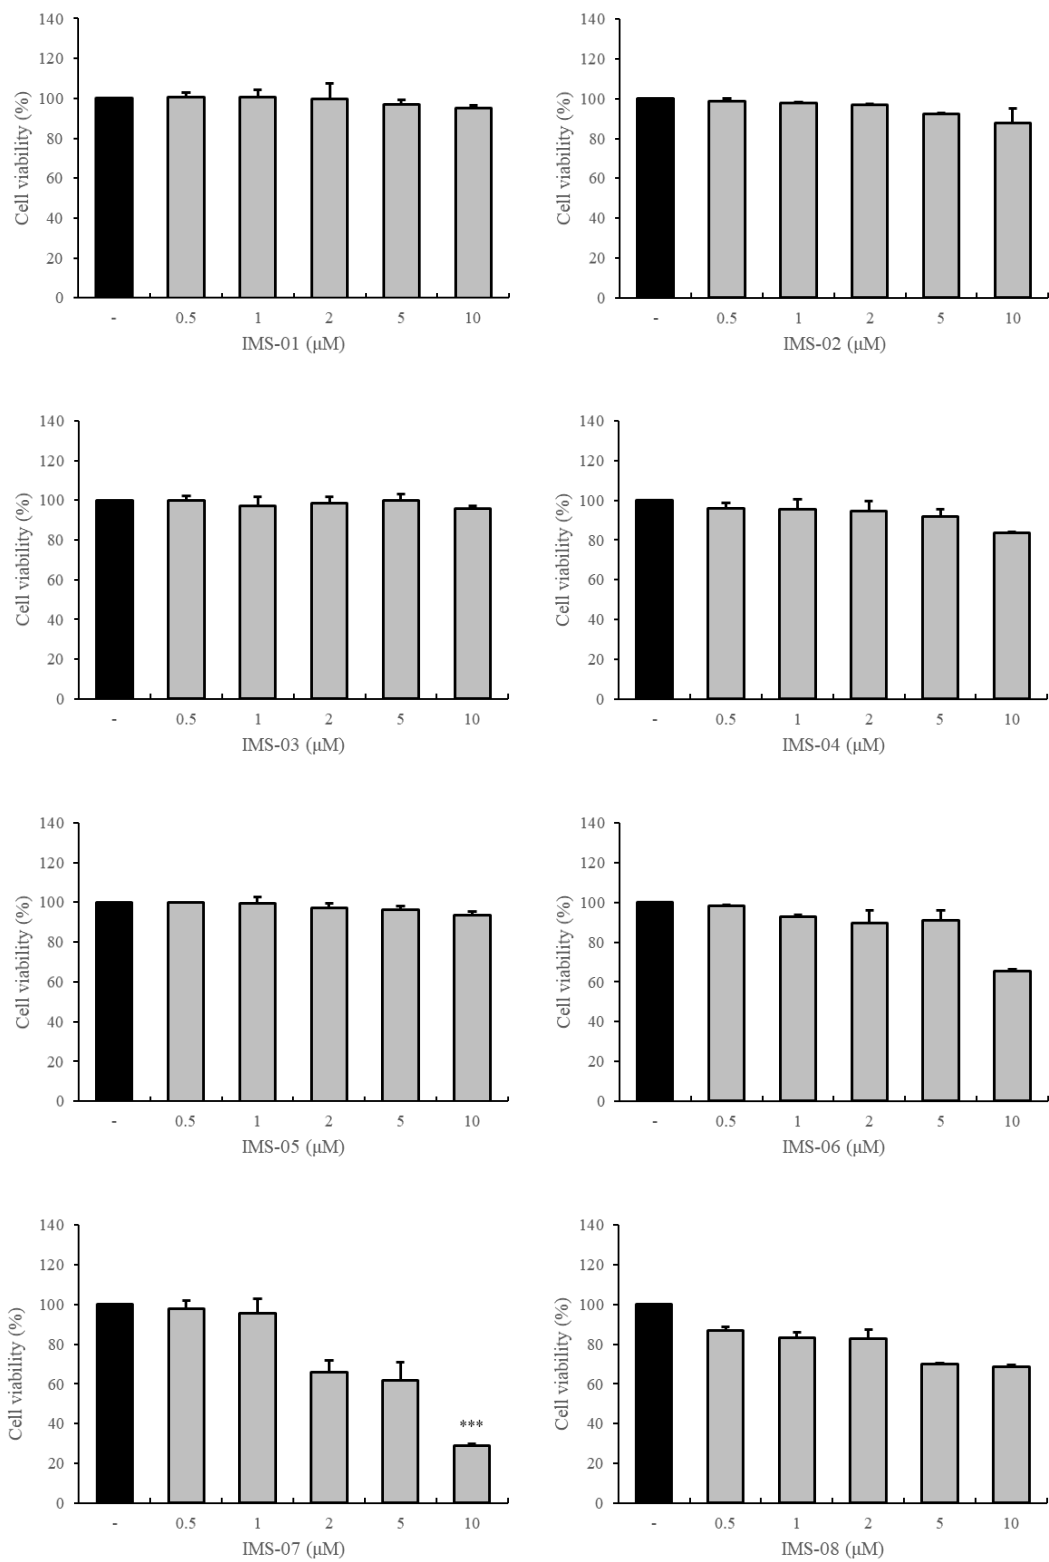 140
120
100
80
60
40
20
0
Cell viability (%)
- 0.5 1 2 5 10
IMS-01 (μM)
140
120
100
80
60
40
20
0
Cell viability (%)
- 0.5 1 2 5 10
IMS-02 (μM)
140
120
100
80
60
40
20
0
Cell viability (%)
- 0.5 1 2 5 10
IMS-03 (μM)
140
120
100
80
60
40
20
0
Cell viability (%)
- 0.5 1 2 5 10
IMS-04 (μM)
140
120
100
80
60
40
20
0
Cell viability (%)
- 0.5 1 2 5 10
IMS-05 (μM)
140
120
100
80
60
40
20
0
Cell viability (%)
- 0.5 1 2 5 10
IMS-06 (μM)
140
120
100
80
60
40
20
0
Cell viability (%)
***
- 0.5 1 2 5 10
IMS-07 (μM)
140
120
100
80
60
40
20
0
Cell viability (%)
- 0.5 1 2 5 10
IMS-08 (μM)